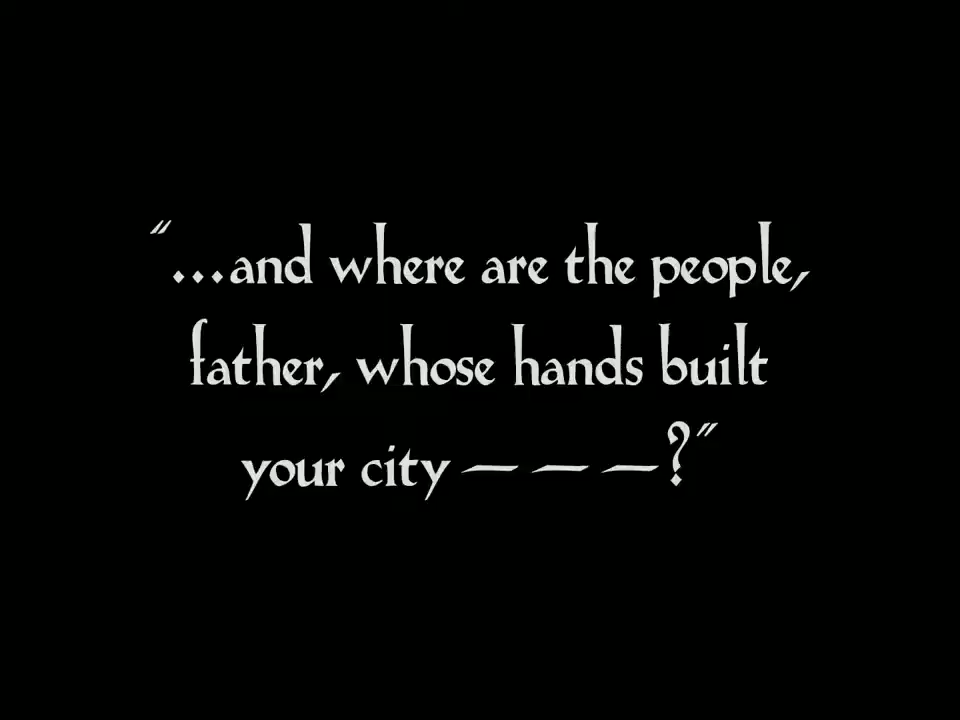 "...and where are the people,
father, whose hands built
your city — — —?"